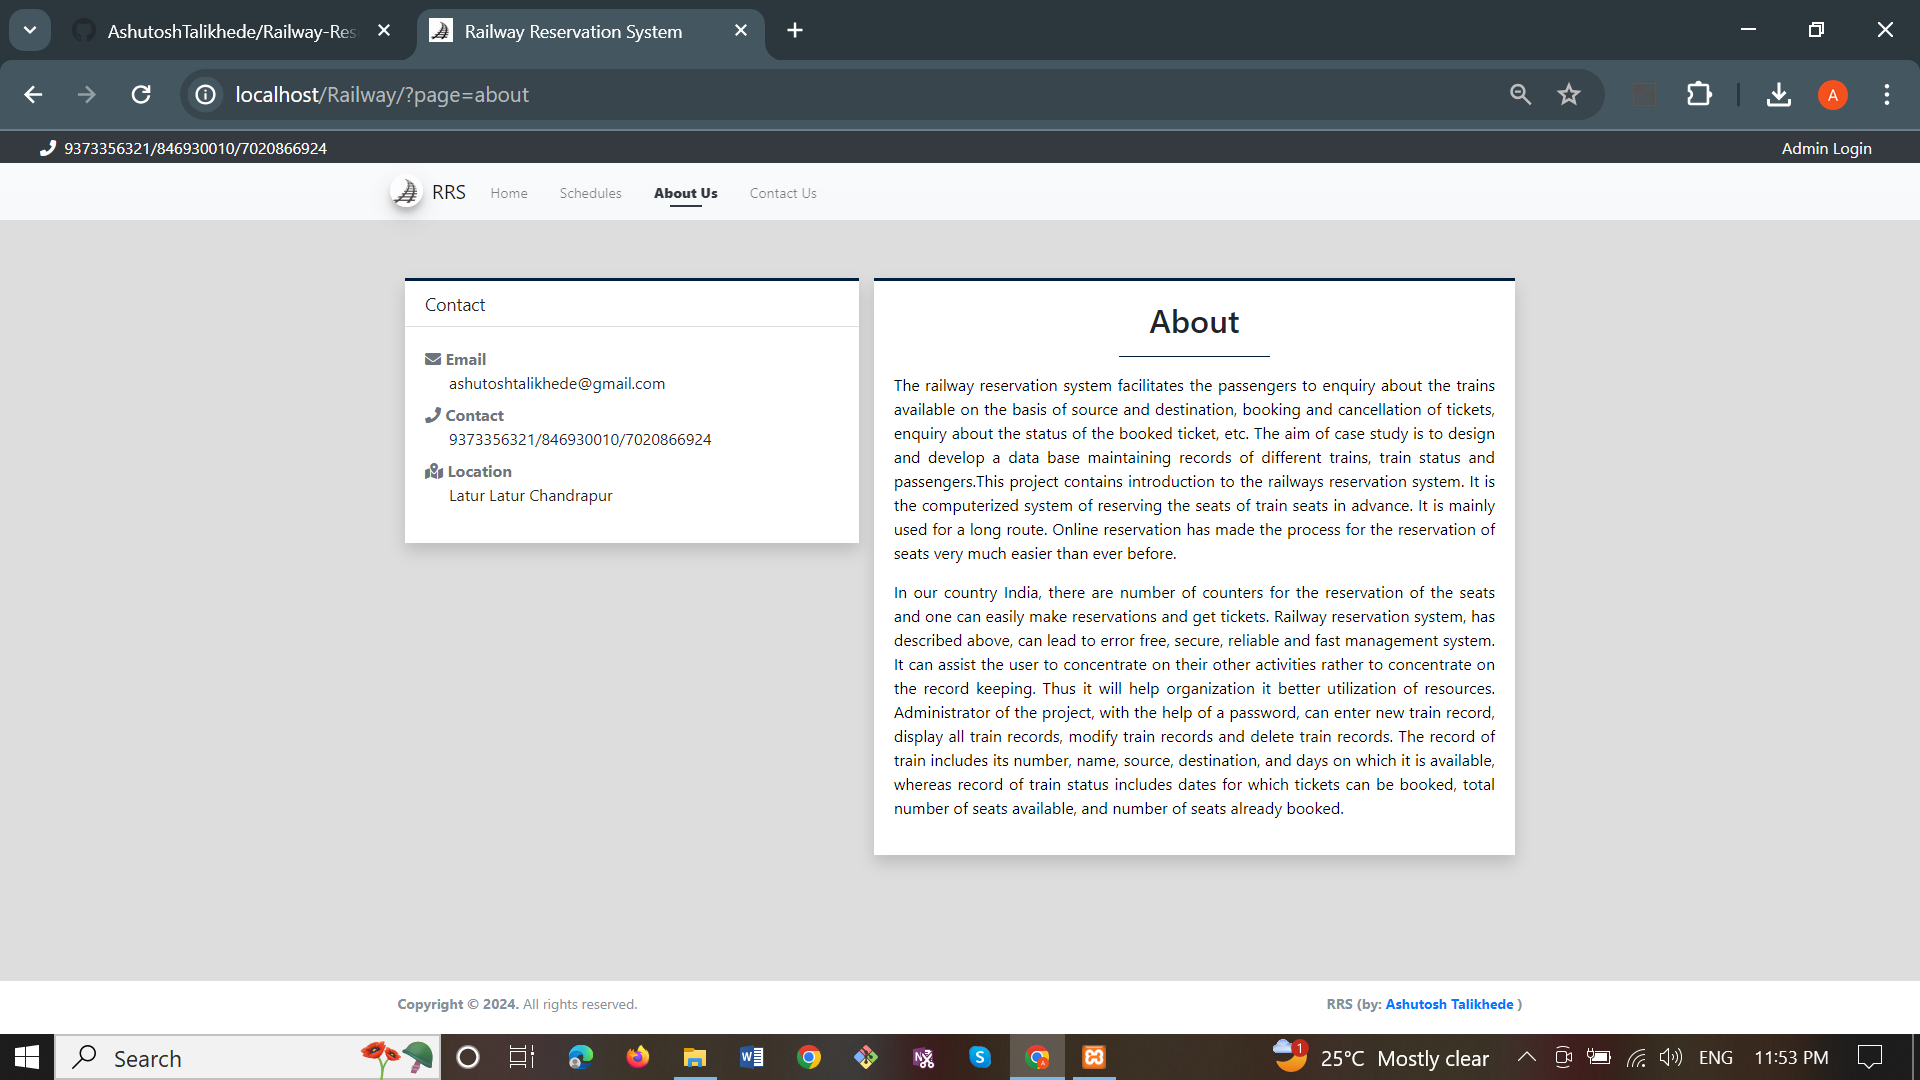 AshutoshTalikhede/Railway-Res
Railway Reservation System
localhost/Railway/?page=about
A
9373356321/846930010/7020866924
Admin Login
RRS Home Schedules About Us Contact Us
Contact
Email
ashutoshtalikhede@gmail.com
Contact
9373356321/846930010/7020866924
Location
Latur Latur Chandrapur
About
The railway reservation system facilitates the passengers to enquiry about the trains
available on the basis of source and destination, booking and cancellation of tickets,
enquiry about the status of the booked ticket, etc. The aim of case study is to design
and develop a data base maintaining records of different trains, train status and
passengers.This project contains introduction to the railways reservation system. It is
the computerized system of reserving the seats of train seats in advance. It is mainly
used for a long route. Online reservation has made the process for the reservation of
seats very much easier than ever before.
In our country India, there are number of counters for the reservation of the seats
and one can easily make reservations and get tickets. Railway reservation system, has
described above, can lead to error free, secure, reliable and fast management system.
It can assist the user to concentrate on their other activities rather to concentrate on
the record keeping. Thus it will help organization it better utilization of resources.
Administrator of the project, with the help of a password, can enter new train record,
display all train records, modify train records and delete train records. The record of
train includes its number, name, source, destination, and days on which it is available,
whereas record of train status includes dates for which tickets can be booked, total
number of seats available, and number of seats already booked.
Copyright © 2024. All rights reserved.
RRS (by: Ashutosh Talikhede )
Search
1
25°C Mostly clear
ENG
11:53 PM